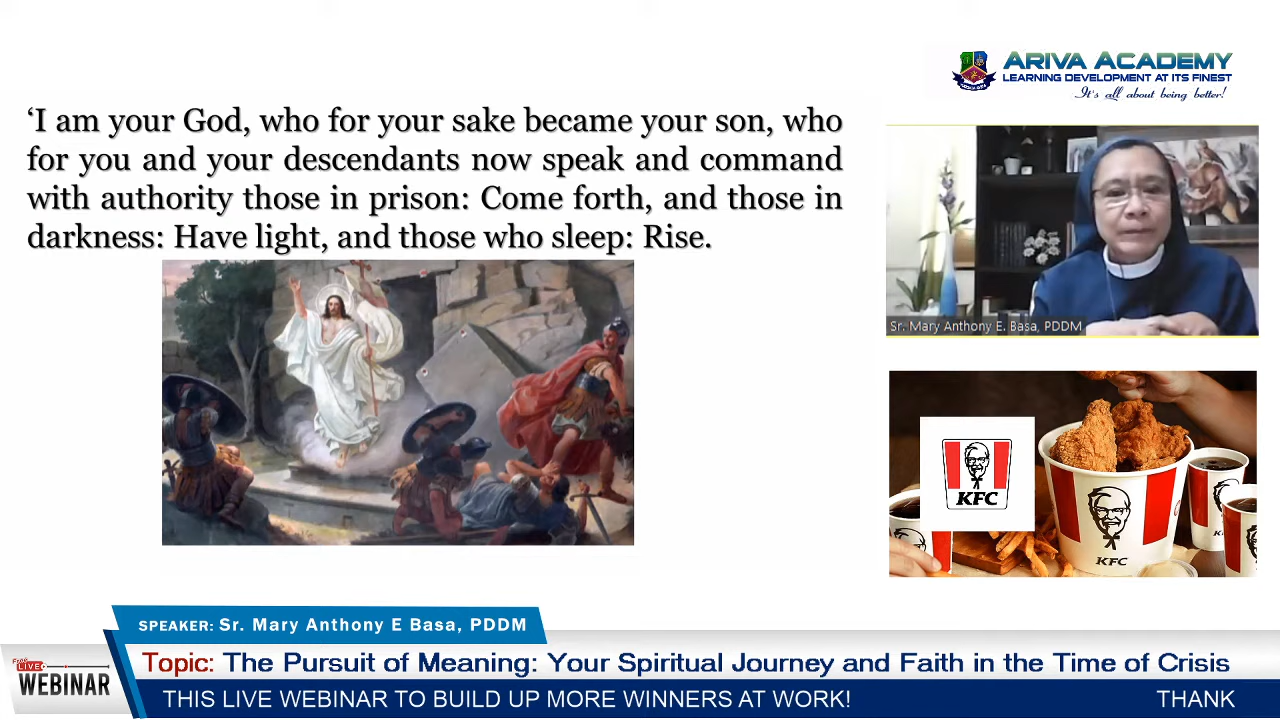 ARIVA ACADEMY
LEARNING DEVELOPMENT AT ITS FINEST
It's all about being better!
‘I am your God, who for your sake became your son, who
for you and your descendants now speak and command
with authority those in prison: Come forth, and those in
darkness: Have light, and those who sleep: Rise.
Sr. Mary Anthony E. Basa, PDDM
KFC
KFC
SPEAKER: Sr. Mary Anthony E Basa, PDDM
Topic: The Pursuit of Meaning: Your Spiritual Journey and Faith in the Time of Crisis
FREE LIVE
WEBINAR
THIS LIVE WEBINAR TO BUILD UP MORE WINNERS AT WORK!
THANK